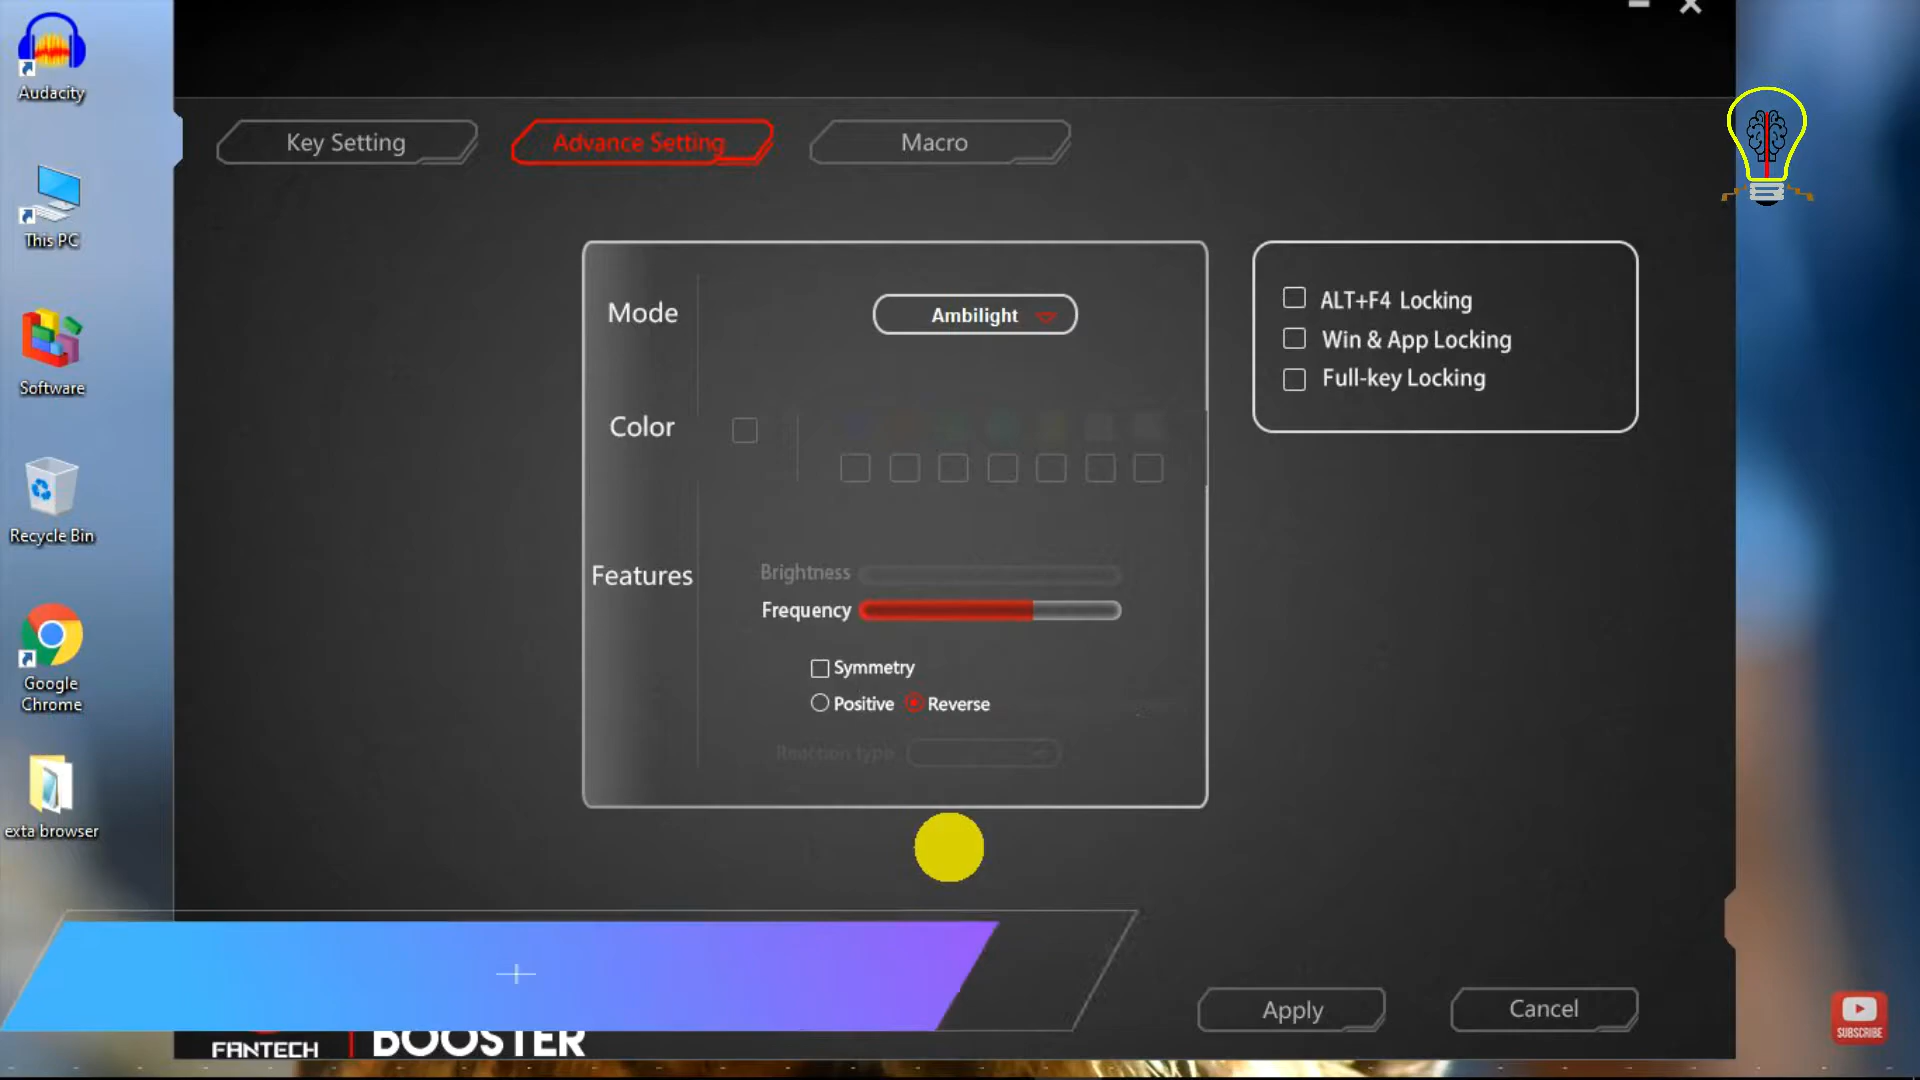 Audacity
This PC
Software
Recycle Bin
Google
Chrome
exta browser
Key Setting
Advance Setting
Macro
Mode
Ambilight
Color
Features
Brightness
Frequency
Symmetry
Positive
Reverse
Reaction type
ALT+F4 Locking
Win & App Locking
Full-key Locking
Apply
Cancel
FANTECH
BOOSTER
SUBSCRIBE